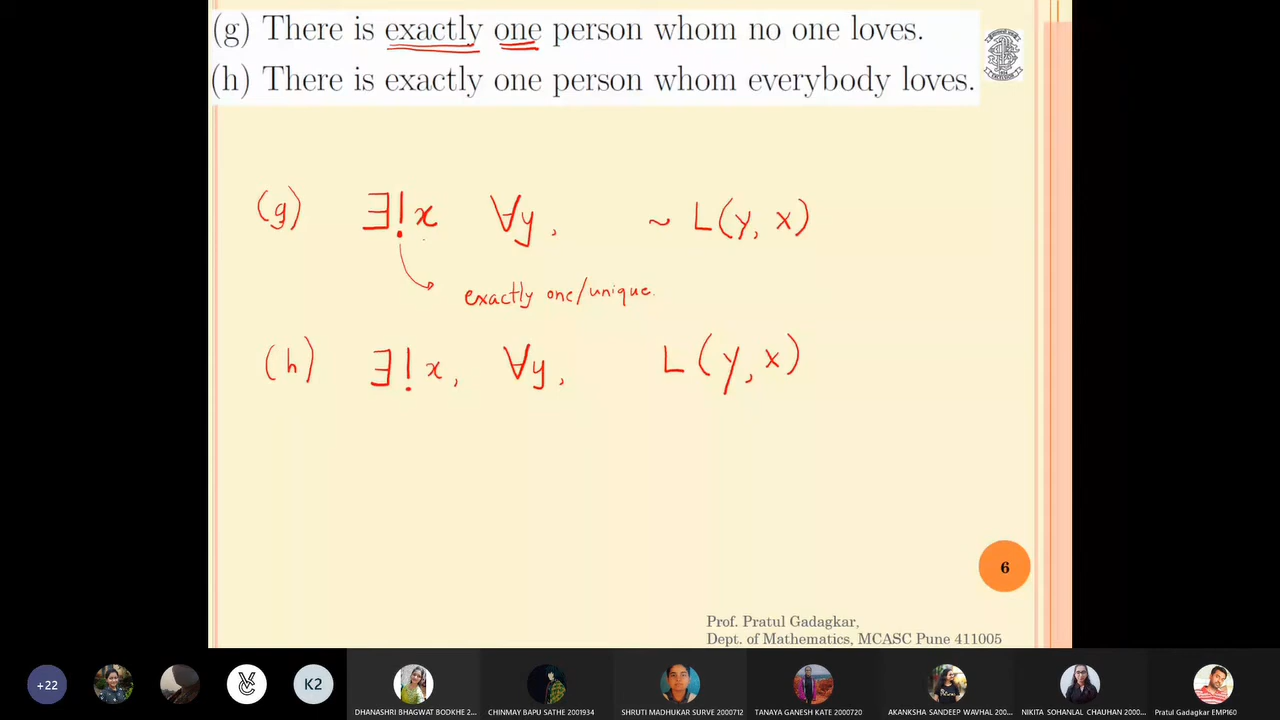 (g) There is exactly one person whom no one loves.
(h) There is exactly one person whom everybody loves.
(g) ∃!x ∀y, ~ L(y, x)
exactly one/unique.
(h) ∃!x, ∀y, L(y, x)
6
Prof. Pratul Gadagkar,
Dept. of Mathematics, MCASC Pune 411005
+22
K2
DHANASHRI BHAGWAT BODKHE 2...
CHINMAY BAPU SATHE 2001934
SHRUTI MADHUKAR SURVE 2000712
TANAYA GANESH KATE 2000720
AKANKSHA SANDEEP WAVHAL 200...
NIKITA SOHANLAL CHAUHAN 2000...
Pratul Gadagkar EMP160